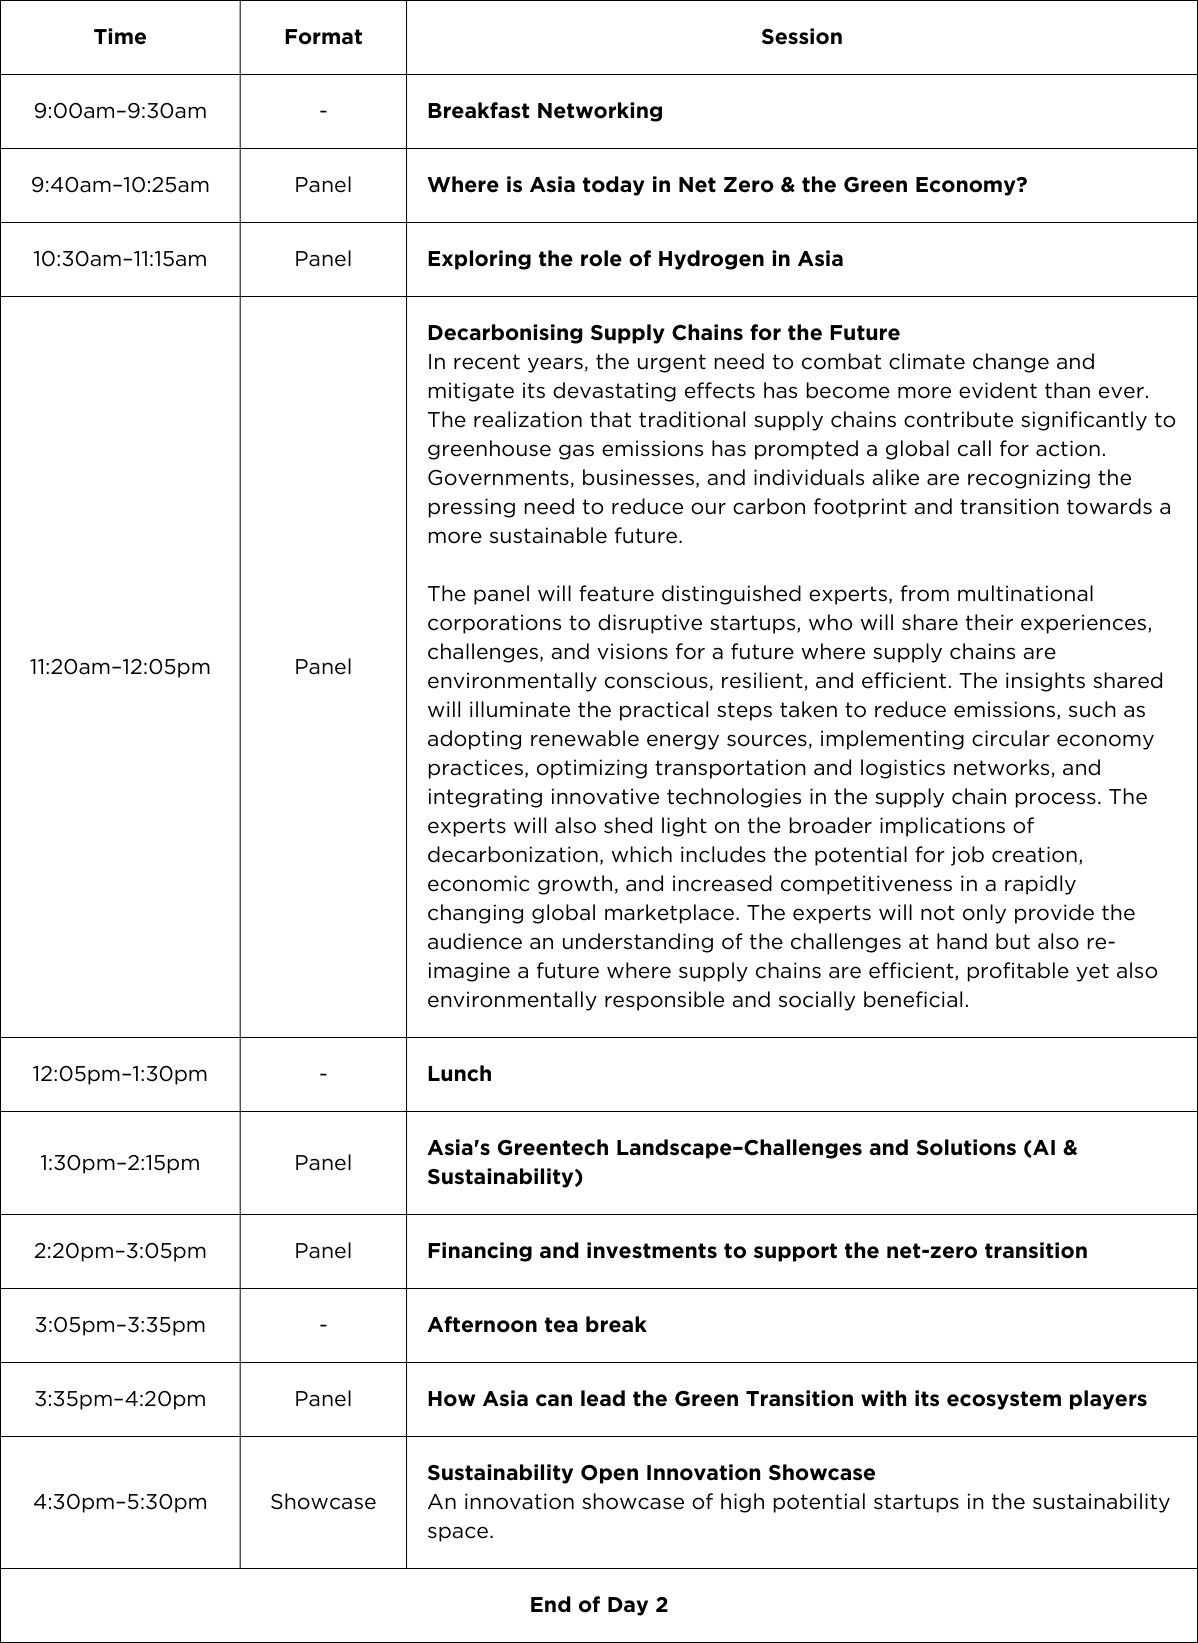 Time Format Session
9:00am–9:30am - Breakfast Networking
9:40am–10:25am Panel Where is Asia today in Net Zero & the Green Economy?
10:30am–11:15am Panel Exploring the role of Hydrogen in Asia
11:20am–12:05pm Panel Decarbonising Supply Chains for the Future
In recent years, the urgent need to combat climate change and
mitigate its devastating effects has become more evident than ever.
The realization that traditional supply chains contribute significantly to
greenhouse gas emissions has prompted a global call for action.
Governments, businesses, and individuals alike are recognizing the
pressing need to reduce our carbon footprint and transition towards a
more sustainable future.
The panel will feature distinguished experts, from multinational
corporations to disruptive startups, who will share their experiences,
challenges, and visions for a future where supply chains are
environmentally conscious, resilient, and efficient. The insights shared
will illuminate the practical steps taken to reduce emissions, such as
adopting renewable energy sources, implementing circular economy
practices, optimizing transportation and logistics networks, and
integrating innovative technologies in the supply chain process. The
experts will also shed light on the broader implications of
decarbonization, which includes the potential for job creation,
economic growth, and increased competitiveness in a rapidly
changing global marketplace. The experts will not only provide the
audience an understanding of the challenges at hand but also re-
imagine a future where supply chains are efficient, profitable yet also
environmentally responsible and socially beneficial.
12:05pm–1:30pm - Lunch
1:30pm–2:15pm Panel Asia's Greentech Landscape–Challenges and Solutions (AI &
Sustainability)
2:20pm–3:05pm Panel Financing and investments to support the net-zero transition
3:05pm–3:35pm - Afternoon tea break
3:35pm–4:20pm Panel How Asia can lead the Green Transition with its ecosystem players
4:30pm–5:30pm Showcase Sustainability Open Innovation Showcase
An innovation showcase of high potential startups in the sustainability
space.
End of Day 2